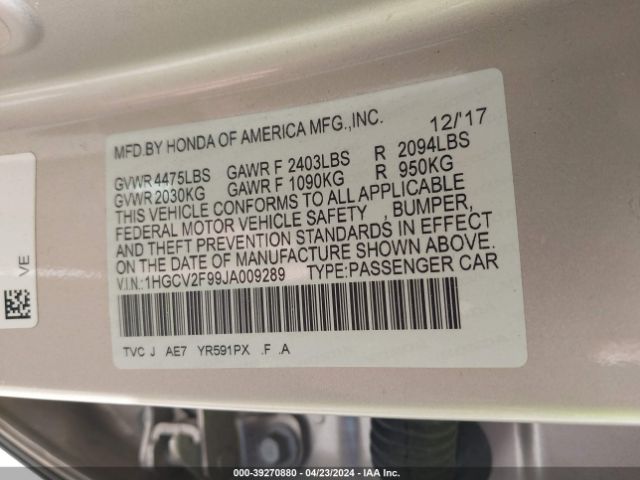 MFD.BY HONDA OF AMERICA MFG.,INC. 12/'17
GVWR 4475LBS GAWR F 2403LBS R 2094LBS
GVWR 2030KG GAWR F 1090KG R 950KG
THIS VEHICLE CONFORMS TO ALL APPLICABLE
FEDERAL MOTOR VEHICLE SAFETY , BUMPER,
AND THEFT PREVENTION STANDARDS IN EFFECT
ON THE DATE OF MANUFACTURE SHOWN ABOVE.
V.I.N.:1HGCV2F99JA009289 TYPE:PASSENGER CAR
TVC J AE7 YR591PX .F .A
VE
000-39270880 - 04/23/2024 - IAA Inc.